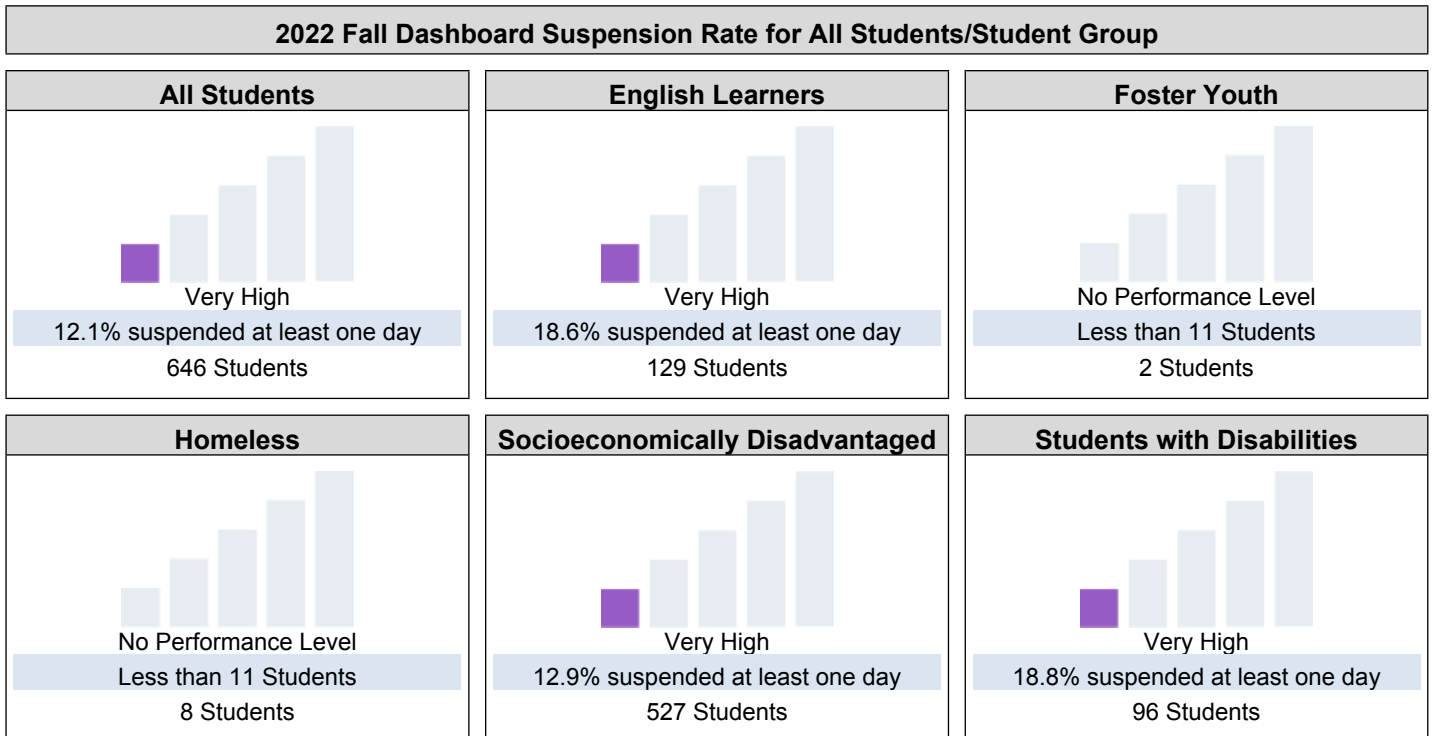 2022 Fall Dashboard Suspension Rate for All Students/Student Group
All Students
Very High
12.1% suspended at least one day
646 Students
English Learners
Very High
18.6% suspended at least one day
129 Students
Foster Youth
No Performance Level
Less than 11 Students
2 Students
Homeless
No Performance Level
Less than 11 Students
8 Students
Socioeconomically Disadvantaged
Very High
12.9% suspended at least one day
527 Students
Students with Disabilities
Very High
18.8% suspended at least one day
96 Students